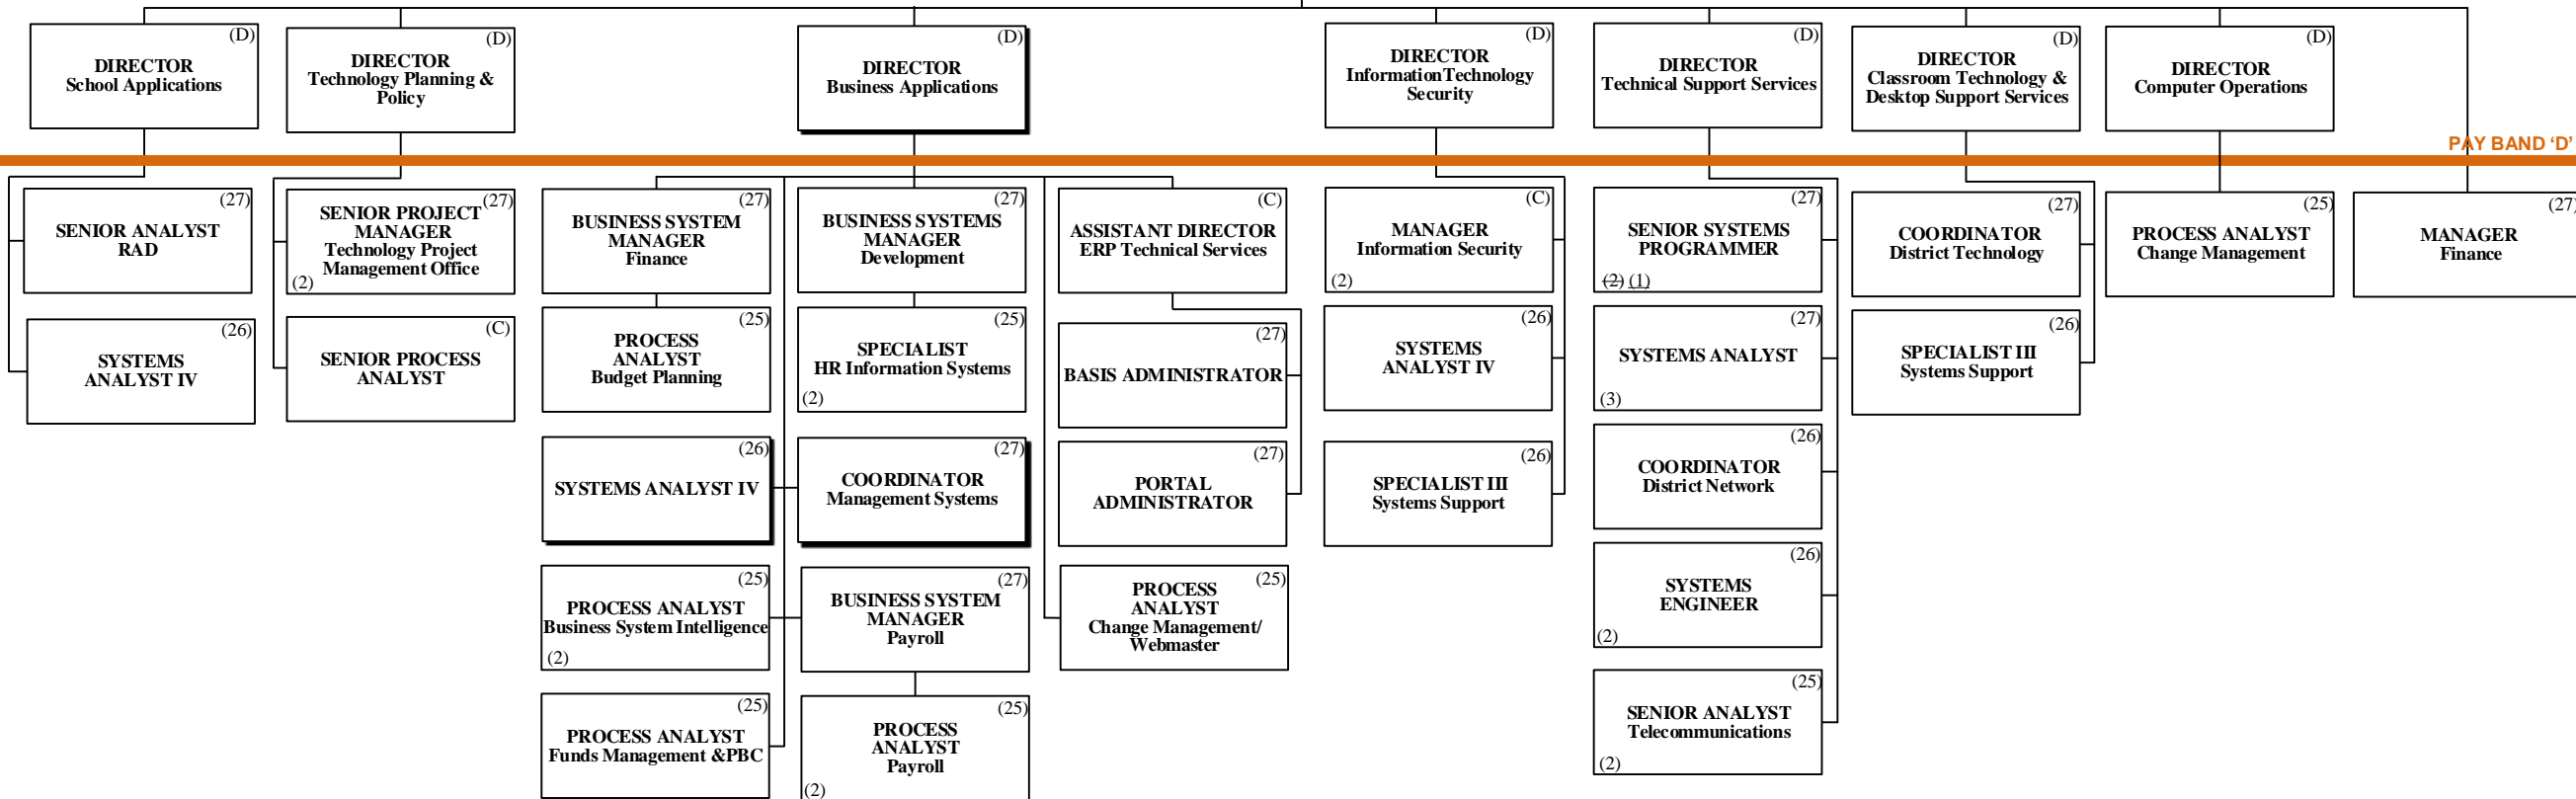 (D)
DIRECTOR
School Applications
(D)
DIRECTOR
Technology Planning &
Policy
(D)
DIRECTOR
Business Applications
(D)
DIRECTOR
Information Technology
Security
(D)
DIRECTOR
Technical Support Services
(D)
DIRECTOR
Classroom Technology &
Desktop Support Services
(D)
DIRECTOR
Computer Operations
PAY BAND ‘D’
(27)
SENIOR ANALYST
RAD
(26)
SYSTEMS
ANALYST IV
(27)
SENIOR PROJECT
MANAGER
Technology Project
Management Office
(2)
(C)
SENIOR PROCESS
ANALYST
(27)
BUSINESS SYSTEM
MANAGER
Finance
(25)
PROCESS
ANALYST
Budget Planning
(26)
SYSTEMS ANALYST IV
(25)
PROCESS ANALYST
Business System Intelligence
(2)
(25)
PROCESS ANALYST
Funds Management &PBC
(27)
BUSINESS SYSTEMS
MANAGER
Development
(25)
SPECIALIST
HR Information Systems
(2)
(27)
COORDINATOR
Management Systems
(27)
BUSINESS SYSTEM
MANAGER
Payroll
(25)
PROCESS
ANALYST
Payroll
(2)
(C)
ASSISTANT DIRECTOR
ERP Technical Services
(27)
BASIS ADMINISTRATOR
(27)
PORTAL
ADMINISTRATOR
(25)
PROCESS
ANALYST
Change Management/
Webmaster
(C)
MANAGER
Information Security
(2)
(26)
SYSTEMS
ANALYST IV
(26)
SPECIALIST III
Systems Support
(27)
SENIOR SYSTEMS
PROGRAMMER
(2) (1)
(27)
SYSTEMS ANALYST
(3)
(26)
COORDINATOR
District Network
(26)
SYSTEMS
ENGINEER
(2)
(25)
SENIOR ANALYST
Telecommunications
(2)
(27)
COORDINATOR
District Technology
(26)
SPECIALIST III
Systems Support
(25)
PROCESS ANALYST
Change Management
(27)
MANAGER
Finance